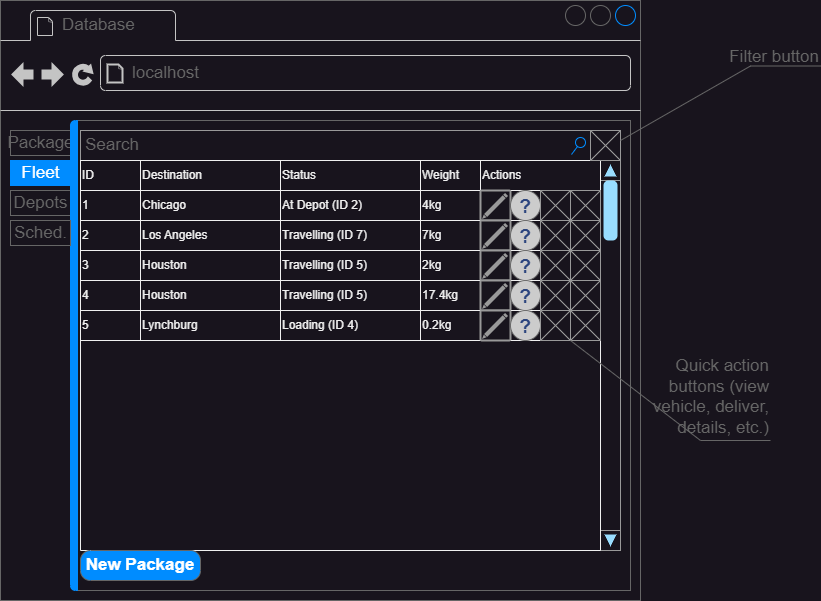 Database
localhost
Filter button
Package
Fleet
Depots
Sched.
Search
ID Destination Status Weight Actions
1 Chicago At Depot (ID 2) 4kg ?
2 Los Angeles Travelling (ID 7) 7kg ?
3 Houston Travelling (ID 5) 2kg ?
4 Houston Travelling (ID 5) 17.4kg ?
5 Lynchburg Loading (ID 4) 0.2kg ?
Quick action
buttons (view
vehicle, deliver,
details, etc.)
New Package